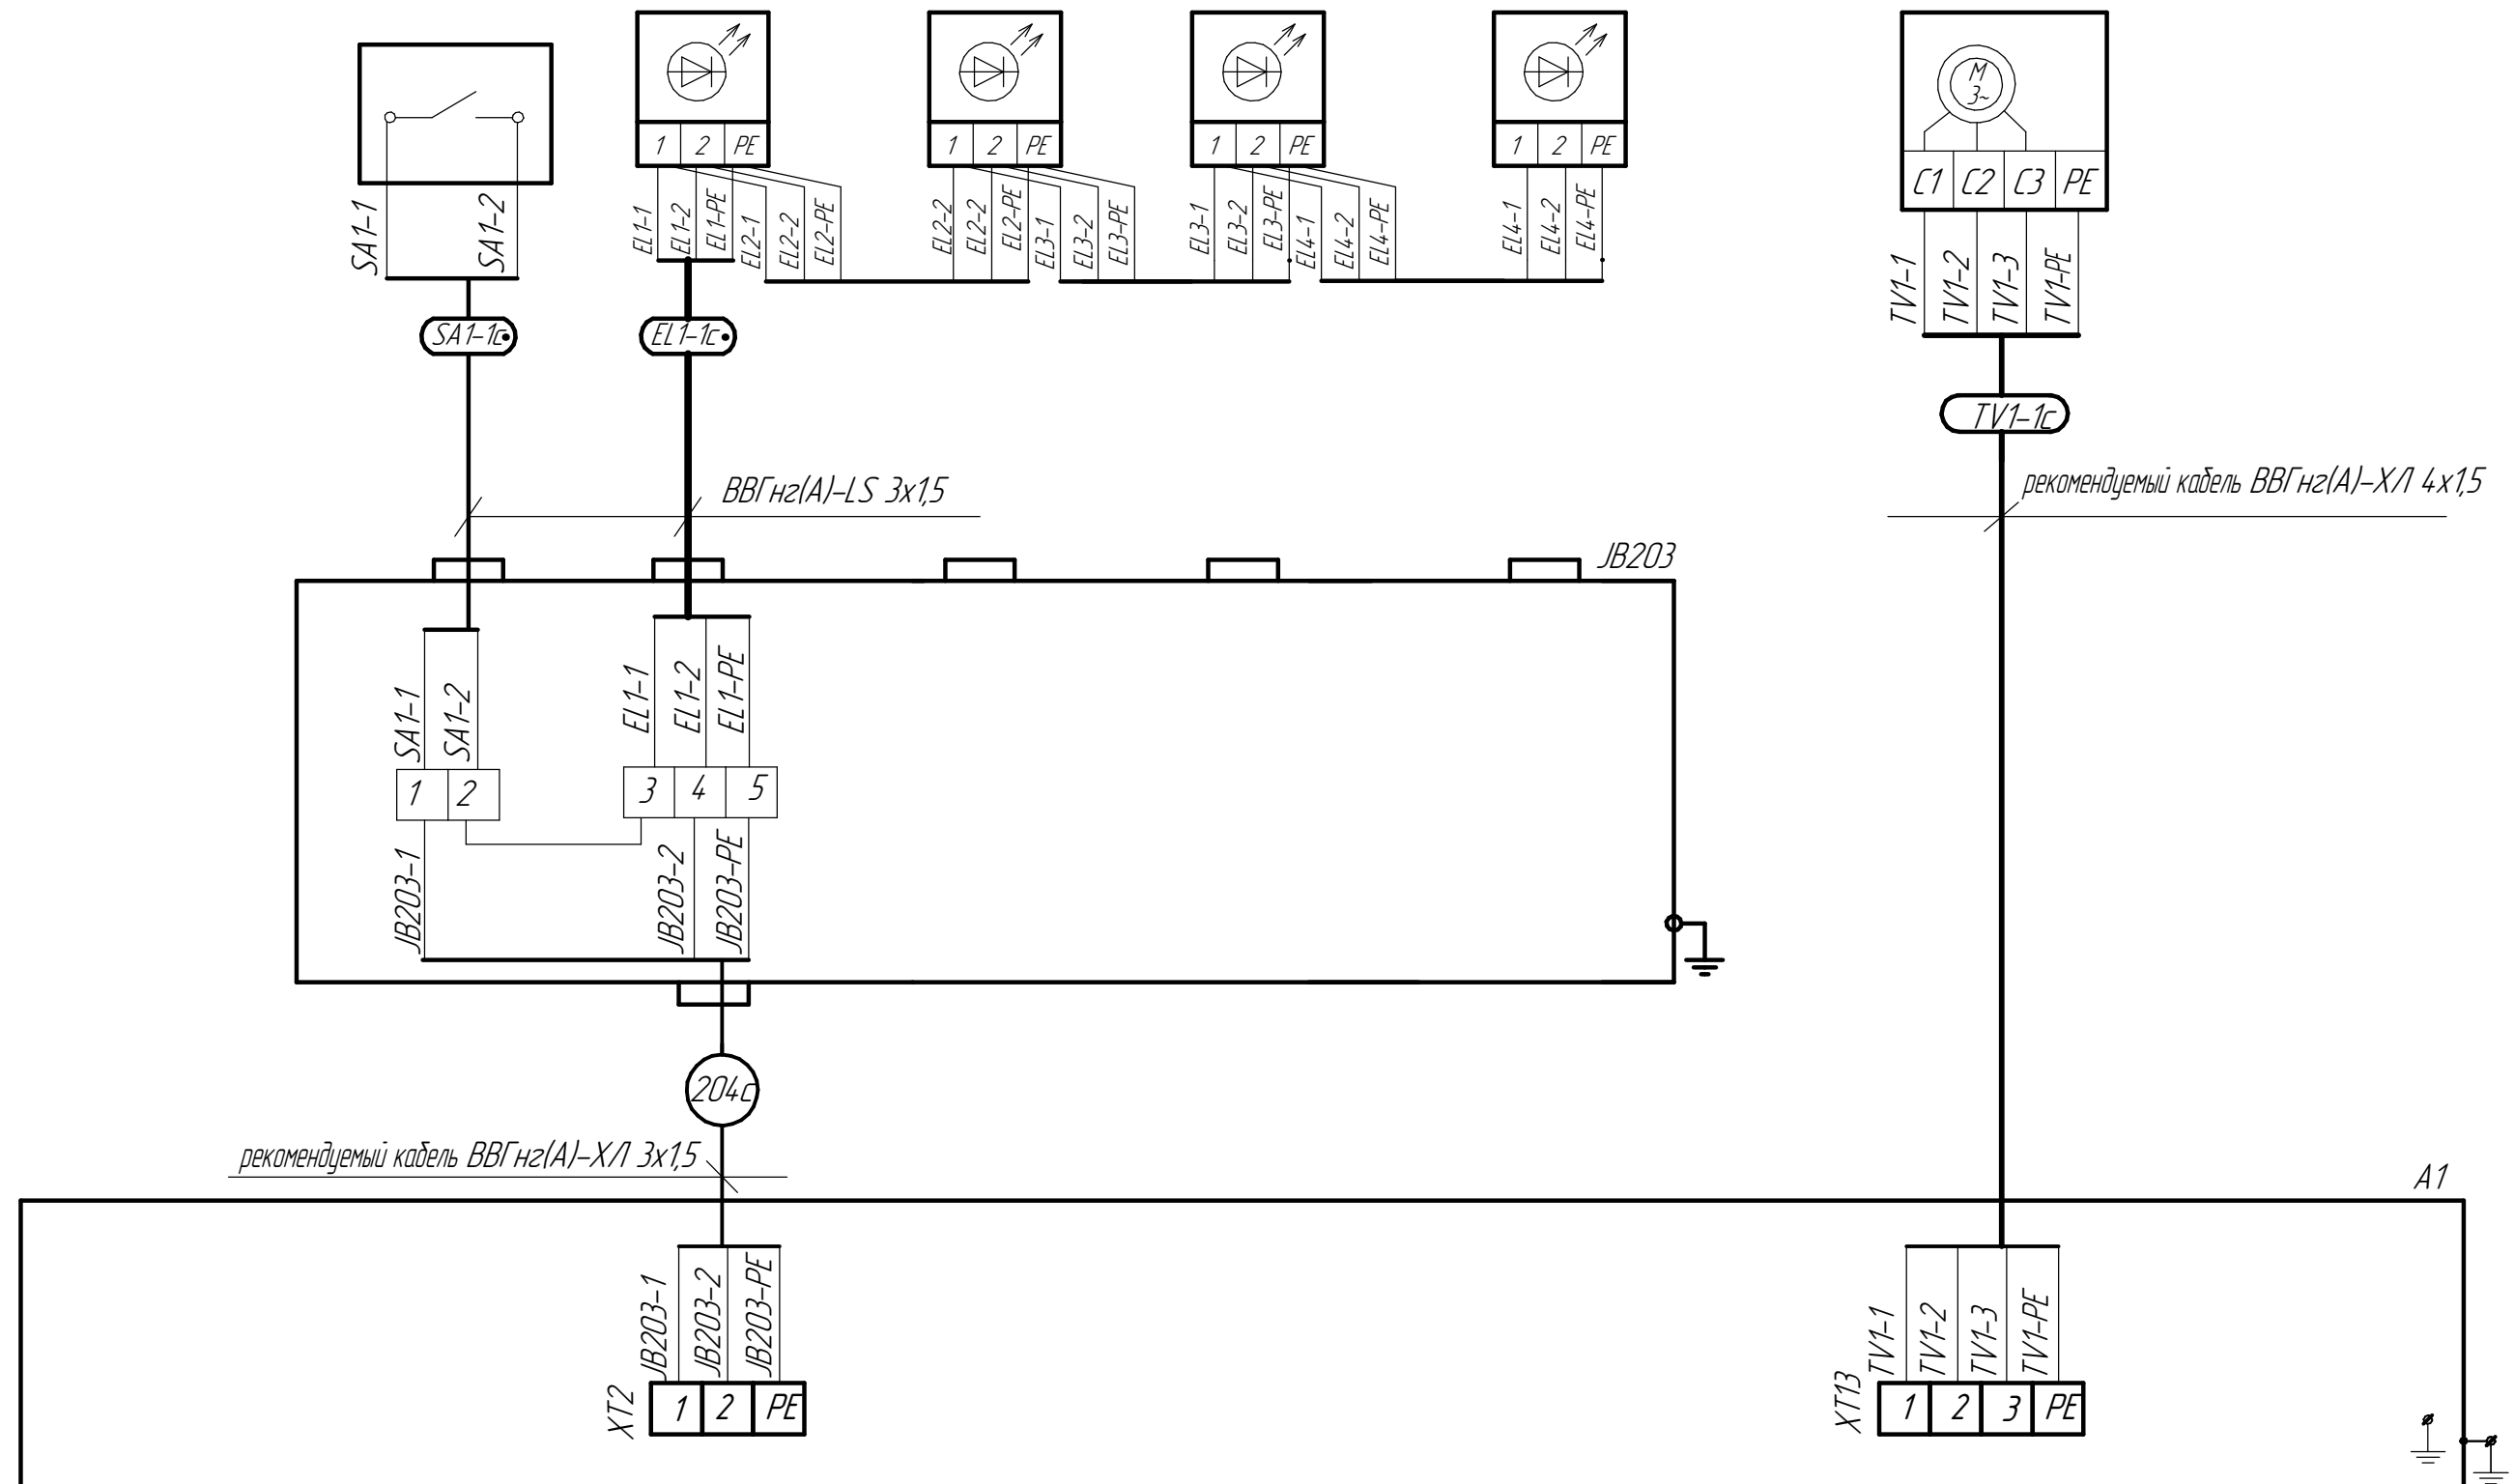 M
3~
1 2 PE
1 2 PE
1 2 PE
1 2 PE
C1 C2 C3 PE
SA1-1
SA1-2
EL1-1
EL1-2
EL1-PE
EL2-1
EL2-2
EL2-PE
EL2-2
EL2-2
EL2-PE
EL3-1
EL3-2
EL3-PE
EL3-1
EL3-2
EL3-PE
EL4-1
EL4-2
EL4-PE
EL4-1
EL4-2
EL4-PE
TV1-1
TV1-2
TV1-3
TV1-PE
SA1-1с
EL1-1с
TV1-1с
ВВГнг(А)-LS 3х1,5
рекомендуемый кабель ВВГнг(А)-ХЛ 4х1,5
JB203
SA1-1
SA1-2
EL1-1
EL1-2
EL1-PE
1 2
3 4 5
JB203-1
JB203-2
JB203-PE
204с
рекомендуемый кабель ВВГнг(А)-ХЛ 3х1,5
A1
JB203-1
JB203-2
JB203-PE
TV1-1
TV1-2
TV1-3
TV1-PE
XT2
1 2 PE
XT13
1 2 3 PE